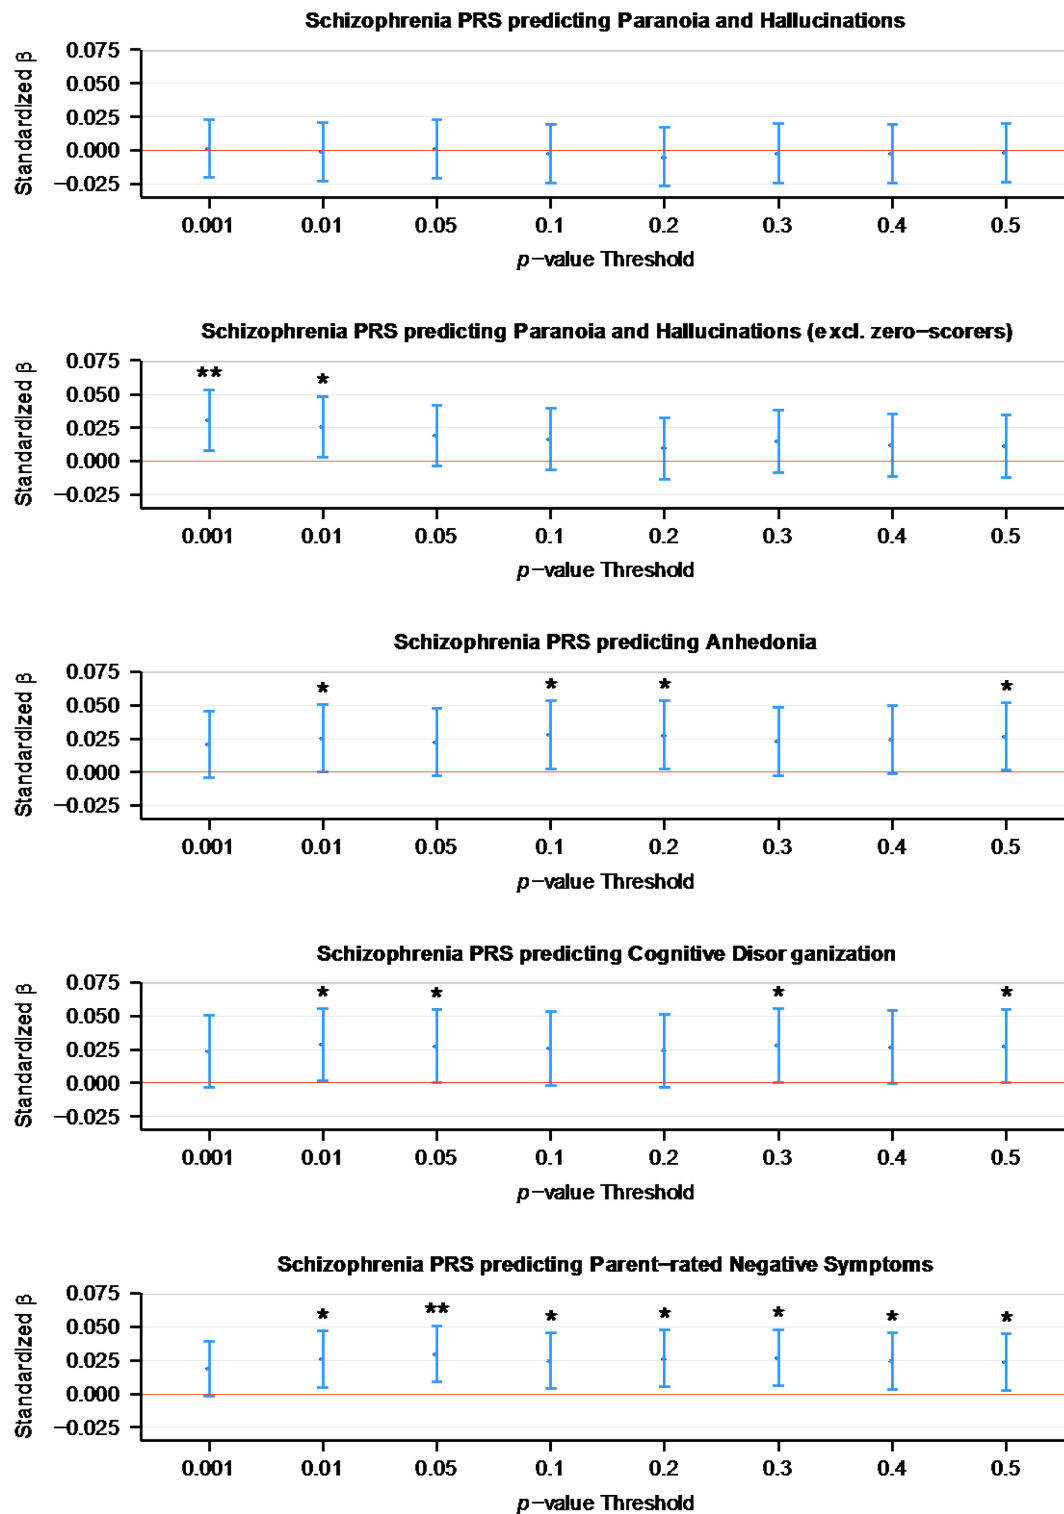 Schizophrenia PRS predicting Paranoia and Hallucinations
Standardized β
0.075
0.050
0.025
0.000
−0.025
0.001 0.01 0.05 0.1 0.2 0.3 0.4 0.5
p−value Threshold
Schizophrenia PRS predicting Paranoia and Hallucinations (excl. zero−scorers)
Standardized β
0.075
0.050
0.025
0.000
−0.025
** *
0.001 0.01 0.05 0.1 0.2 0.3 0.4 0.5
p−value Threshold
Schizophrenia PRS predicting Anhedonia
Standardized β
0.075
0.050
0.025
0.000
−0.025
* * * *
0.001 0.01 0.05 0.1 0.2 0.3 0.4 0.5
p−value Threshold
Schizophrenia PRS predicting Cognitive Disor ganization
Standardized β
0.075
0.050
0.025
0.000
−0.025
* * * *
0.001 0.01 0.05 0.1 0.2 0.3 0.4 0.5
p−value Threshold
Schizophrenia PRS predicting Parent−rated Negative Symptoms
Standardized β
0.075
0.050
0.025
0.000
−0.025
* ** * * * * *
0.001 0.01 0.05 0.1 0.2 0.3 0.4 0.5
p−value Threshold